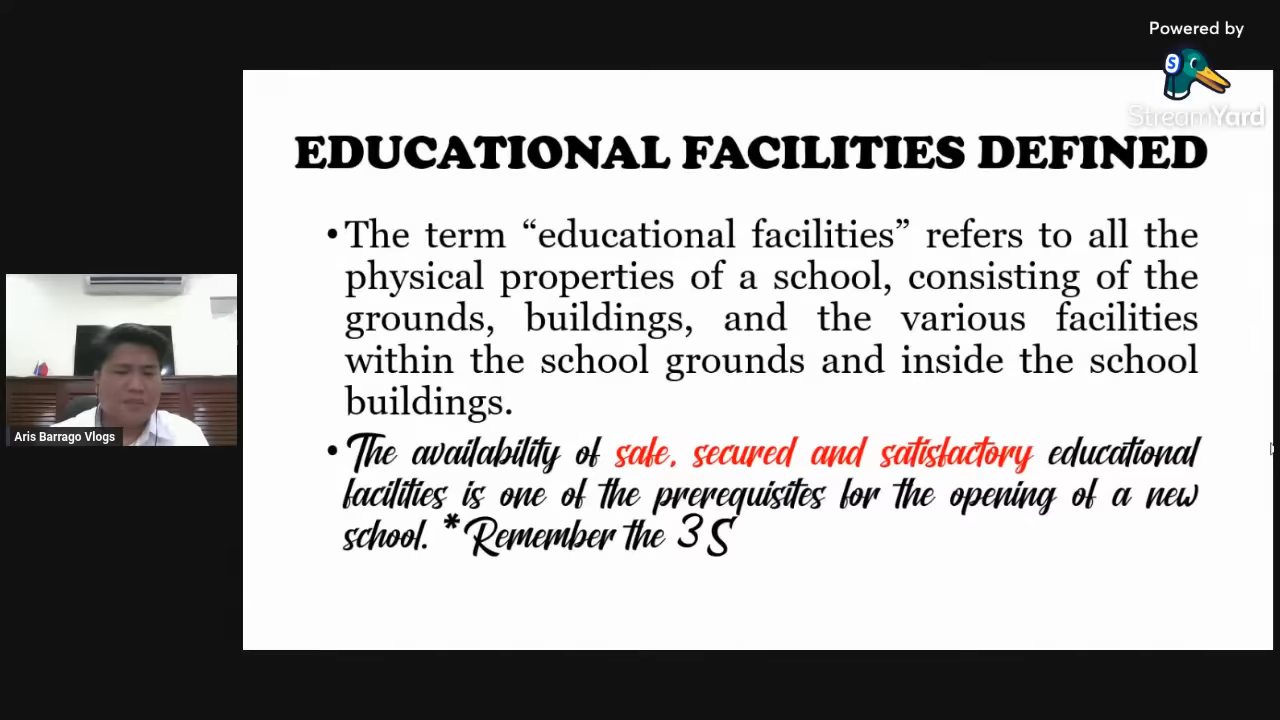 Powered by
S
StreamYard
EDUCATIONAL FACILITIES DEFINED
•The term “educational facilities” refers to all the
physical properties of a school, consisting of the
grounds, buildings, and the various facilities
within the school grounds and inside the school
buildings.
•The availability of safe, secured and satisfactory educational
facilities is one of the prerequisites for the opening of a new
school. *Remember the 3 S
Aris Barrago Vlogs